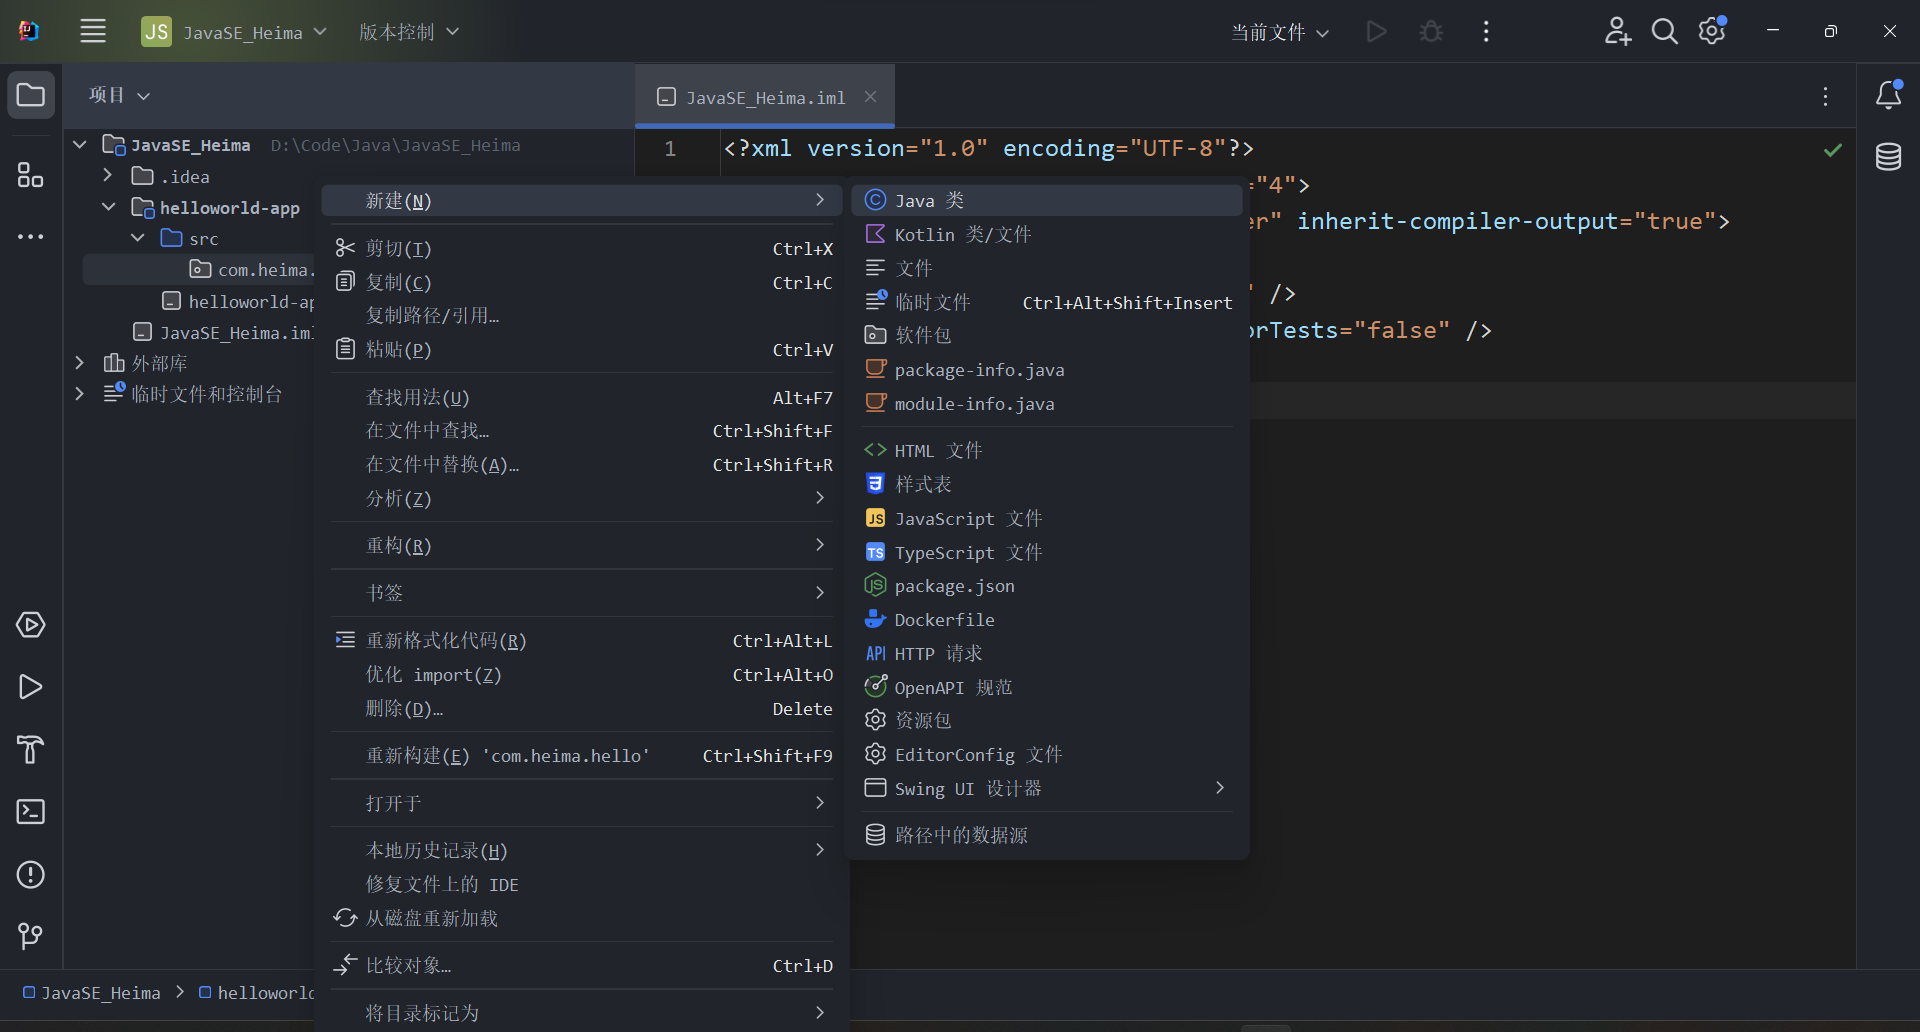 JS JavaSE_Heima 版本控制 当前文件
项目
JavaSE_Heima.iml
JavaSE_Heima D:\Code\Java\JavaSE_Heima
.idea
helloworld-app
src
com.heima.
helloworld-ap
JavaSE_Heima.iml
外部库
临时文件和控制台
1 <?xml version="1.0" encoding="UTF-8"?>
="4">
er" inherit-compiler-output="true">
" />
orTests="false" />
新建(N)
剪切(T) Ctrl+X
复制(C) Ctrl+C
复制路径/引用...
粘贴(P) Ctrl+V
查找用法(U) Alt+F7
在文件中查找... Ctrl+Shift+F
在文件中替换(A)... Ctrl+Shift+R
分析(Z)
重构(R)
书签
重新格式化代码(R) Ctrl+Alt+L
优化 import(Z) Ctrl+Alt+O
删除(D)... Delete
重新构建(E) 'com.heima.hello' Ctrl+Shift+F9
打开于
本地历史记录(H)
修复文件上的 IDE
从磁盘重新加载
比较对象... Ctrl+D
将目录标记为
Java 类
Kotlin 类/文件
文件
临时文件 Ctrl+Alt+Shift+Insert
软件包
package-info.java
module-info.java
HTML 文件
样式表
JS JavaScript 文件
TS TypeScript 文件
package.json
Dockerfile
API HTTP 请求
OpenAPI 规范
资源包
EditorConfig 文件
Swing UI 设计器
路径中的数据源
JavaSE_Heima > helloworld